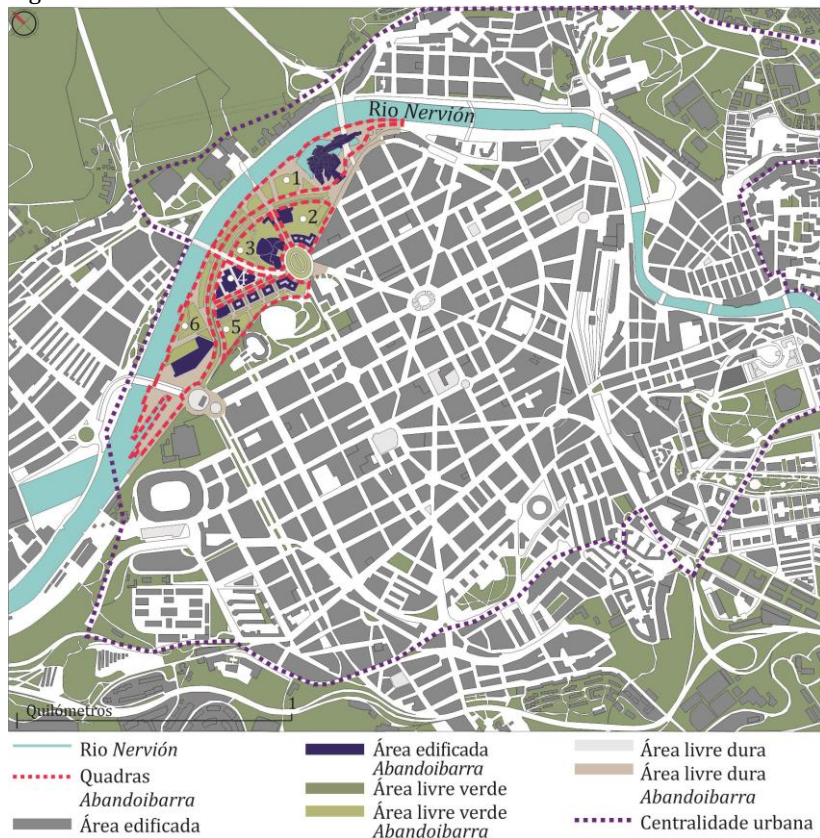 Rio Nervión
1
2
3
4
5
6
1
Quilómetros
Rio Nervión
Quadras
Abandoibarra
Área edificada
Área edificada
Abandoibarra
Área livre verde
Área livre verde
Abandoibarra
Área livre dura
Área livre dura
Abandoibarra
Centralidade urbana